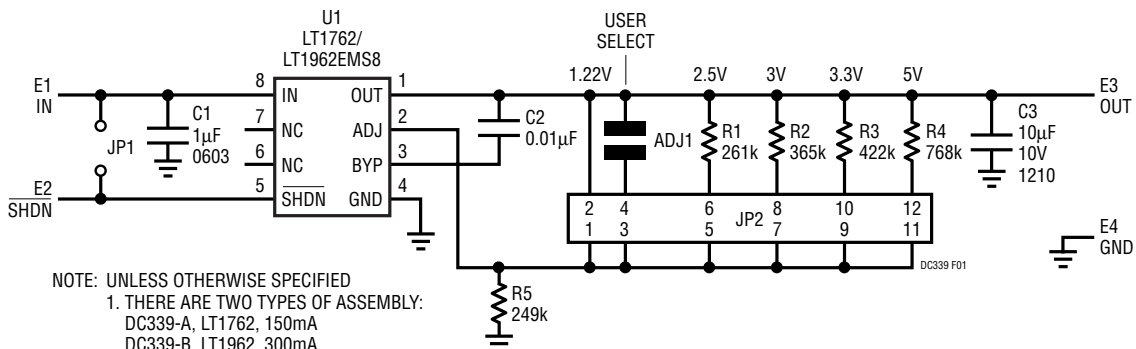 U1
LT1762/
LT1962EMS8
USER
SELECT
E1
IN
8
IN
OUT
1
1.22V
2.5V
3V
3.3V
5V
E3
OUT
JP1
C1
1µF
0603
7
NC
ADJ
2
6
NC
BYP
3
C2
0.01µF
ADJ1
R1
261k
R2
365k
R3
422k
R4
768k
C3
10µF
10V
1210
E2
SHDN
5
SHDN
GND
4
2
4
6
8
10
12
JP2
1
3
5
7
9
11
E4
GND
DC339 F01
R5
249k
NOTE: UNLESS OTHERWISE SPECIFIED
1. THERE ARE TWO TYPES OF ASSEMBLY:
DC339-A, LT1762, 150mA
DC339-B, LT1962, 300mA